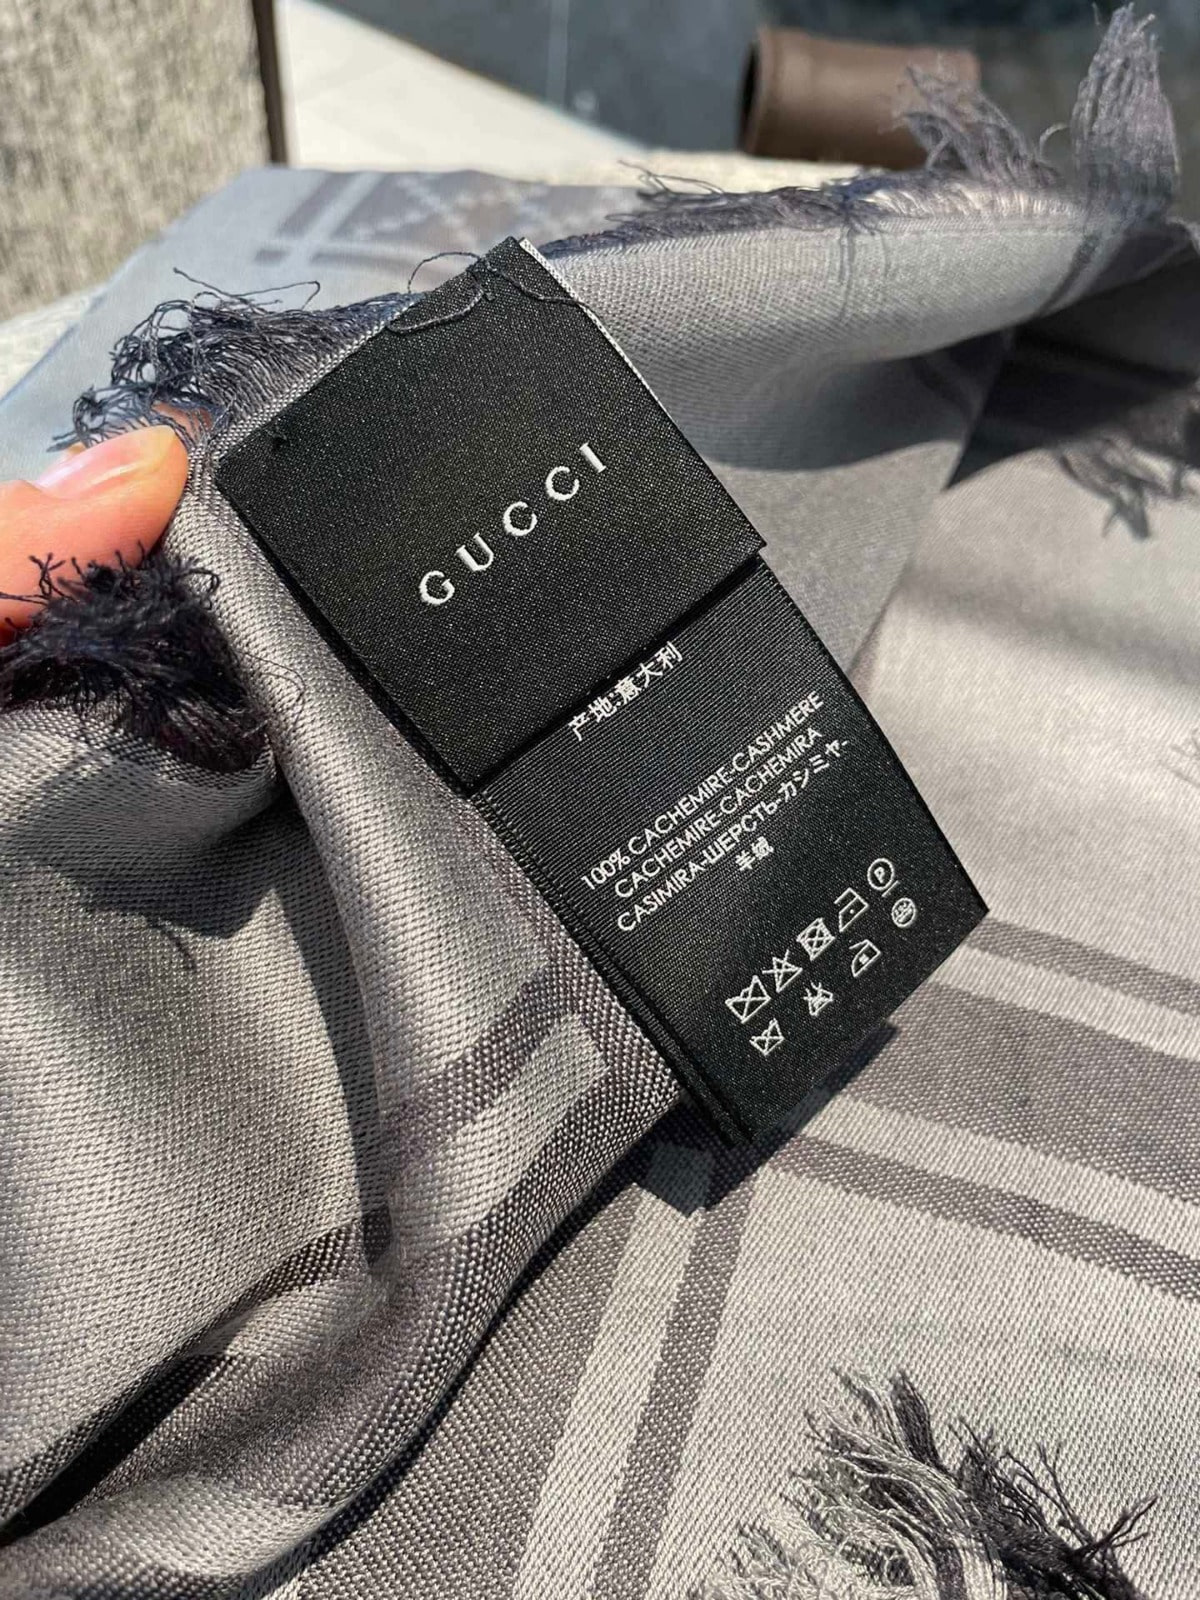 GUCCI
产地:意大利
100% CACHEMIRE-CASHMERE
CACHEMIRE-CACHEMIRA
CASIMIRA-ШЕРСТЬ-カシミヤ-
羊绒
P